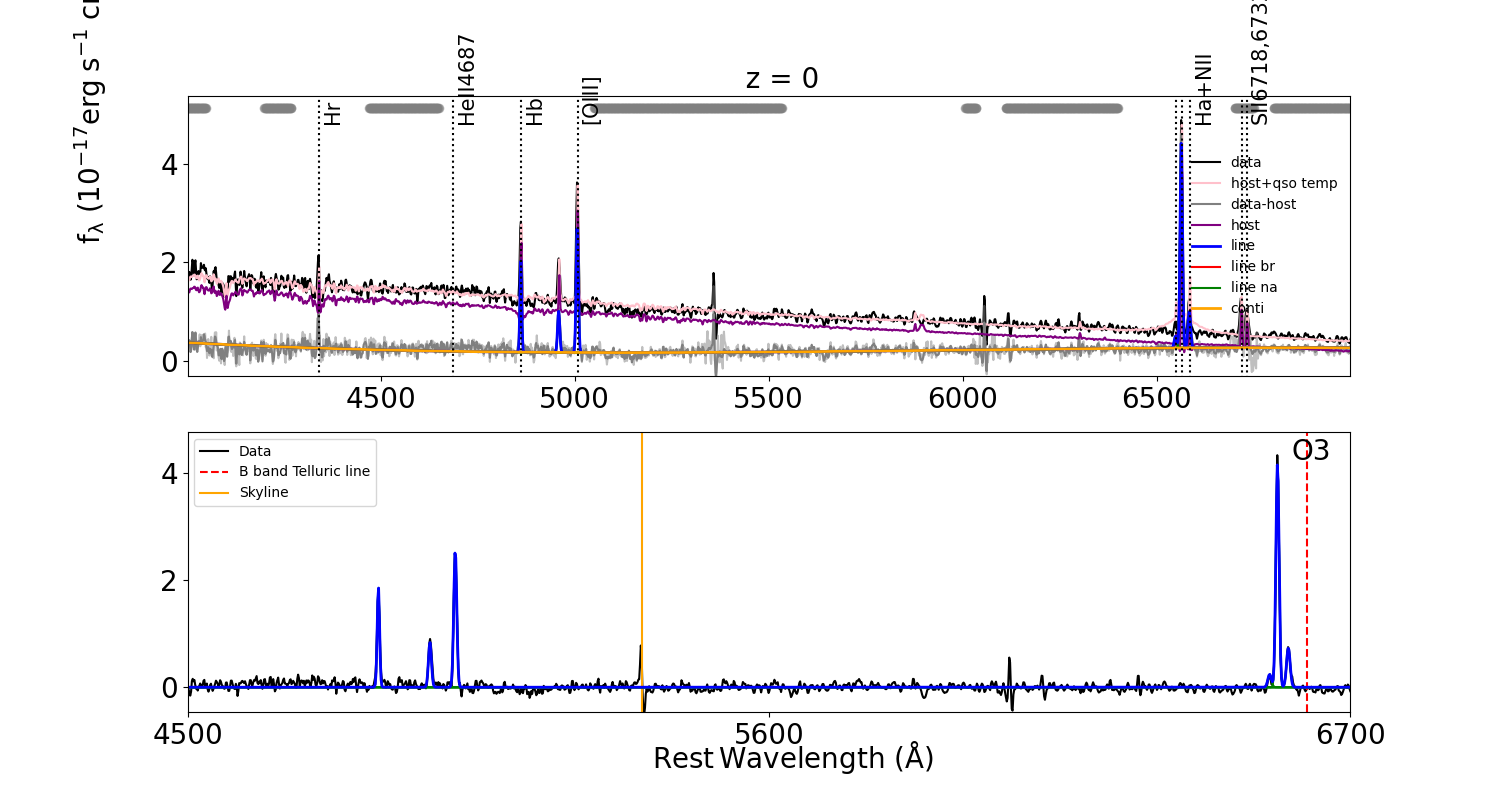 z = 0
f_λ (10^−17 erg s^−1
Hr
HeII4687
Hb
[OIII]
Ha+NII
SII6718,673
data
host+qso temp
data-host
host
line
line br
line na
conti
4
2
0
4500
5000
5500
6000
6500
Data
B band Telluric line
Skyline
O3
4
2
0
4500
5600
6700
Rest Wavelength (Å)